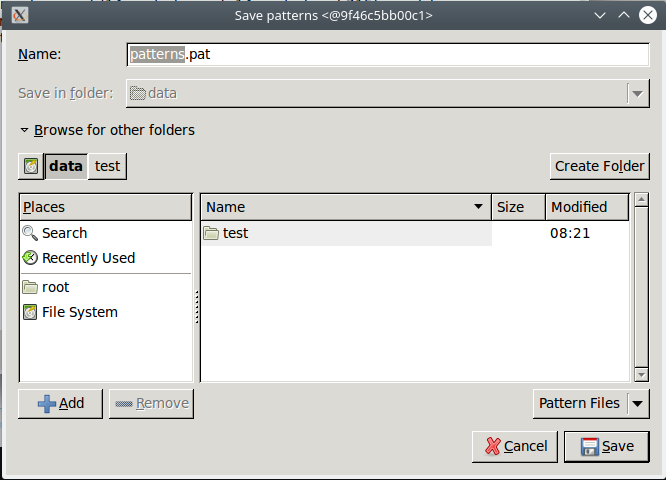 Save patterns <@9f46c5bb00c1>
Name:
patterns.pat
Save in folder:
data
Browse for other folders
data
test
Create Folder
Places
Name
Size
Modified
Search
test
08:21
Recently Used
root
File System
Add
Remove
Pattern Files
Cancel
Save